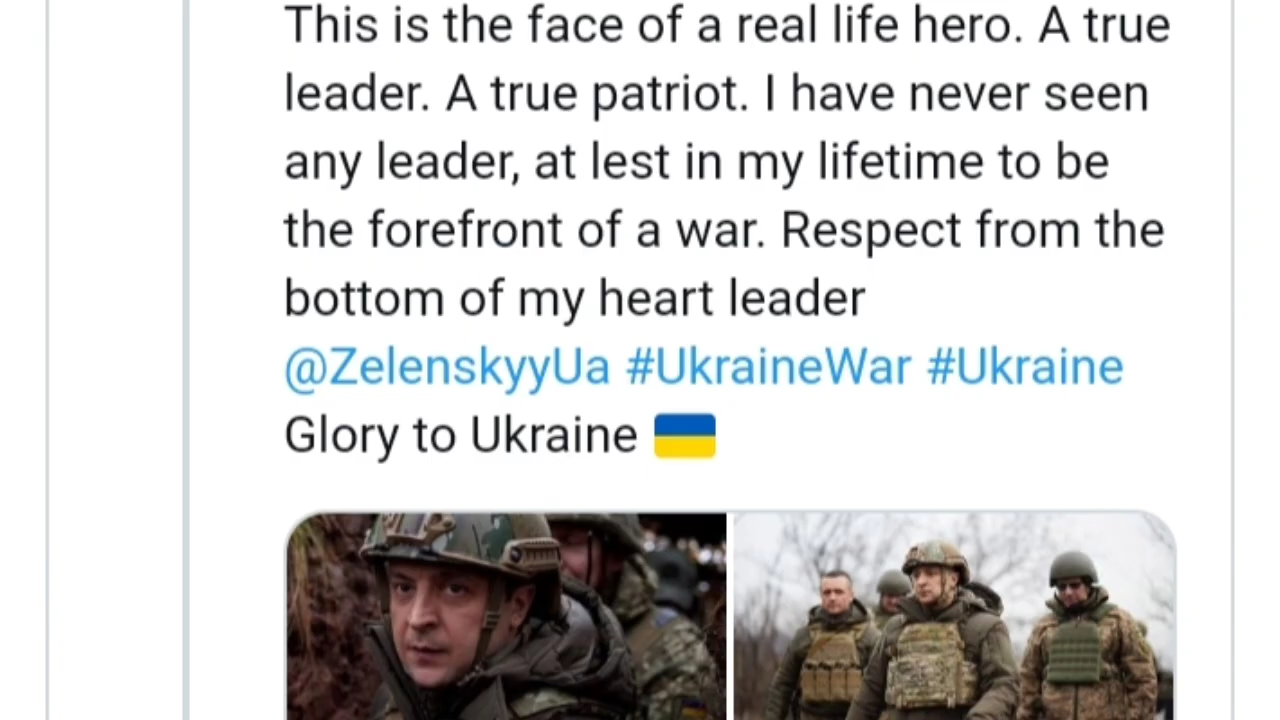 This is the face of a real life hero. A true
leader. A true patriot. I have never seen
any leader, at lest in my lifetime to be
the forefront of a war. Respect from the
bottom of my heart leader
@ZelenskyyUa #UkraineWar #Ukraine
Glory to Ukraine 🇺🇦